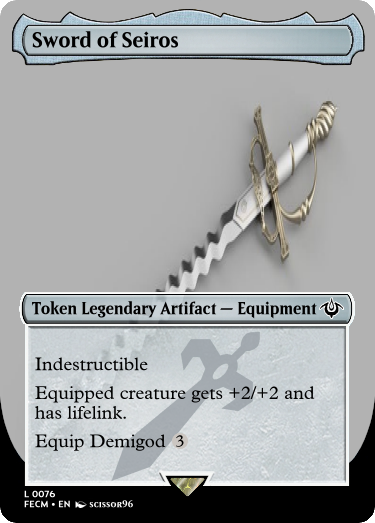 Sword of Seiros
Token Legendary Artifact — Equipment
Indestructible
Equipped creature gets +2/+2 and
has lifelink.
Equip Demigod 3
L 0076
FECM • EN SCISSOR96